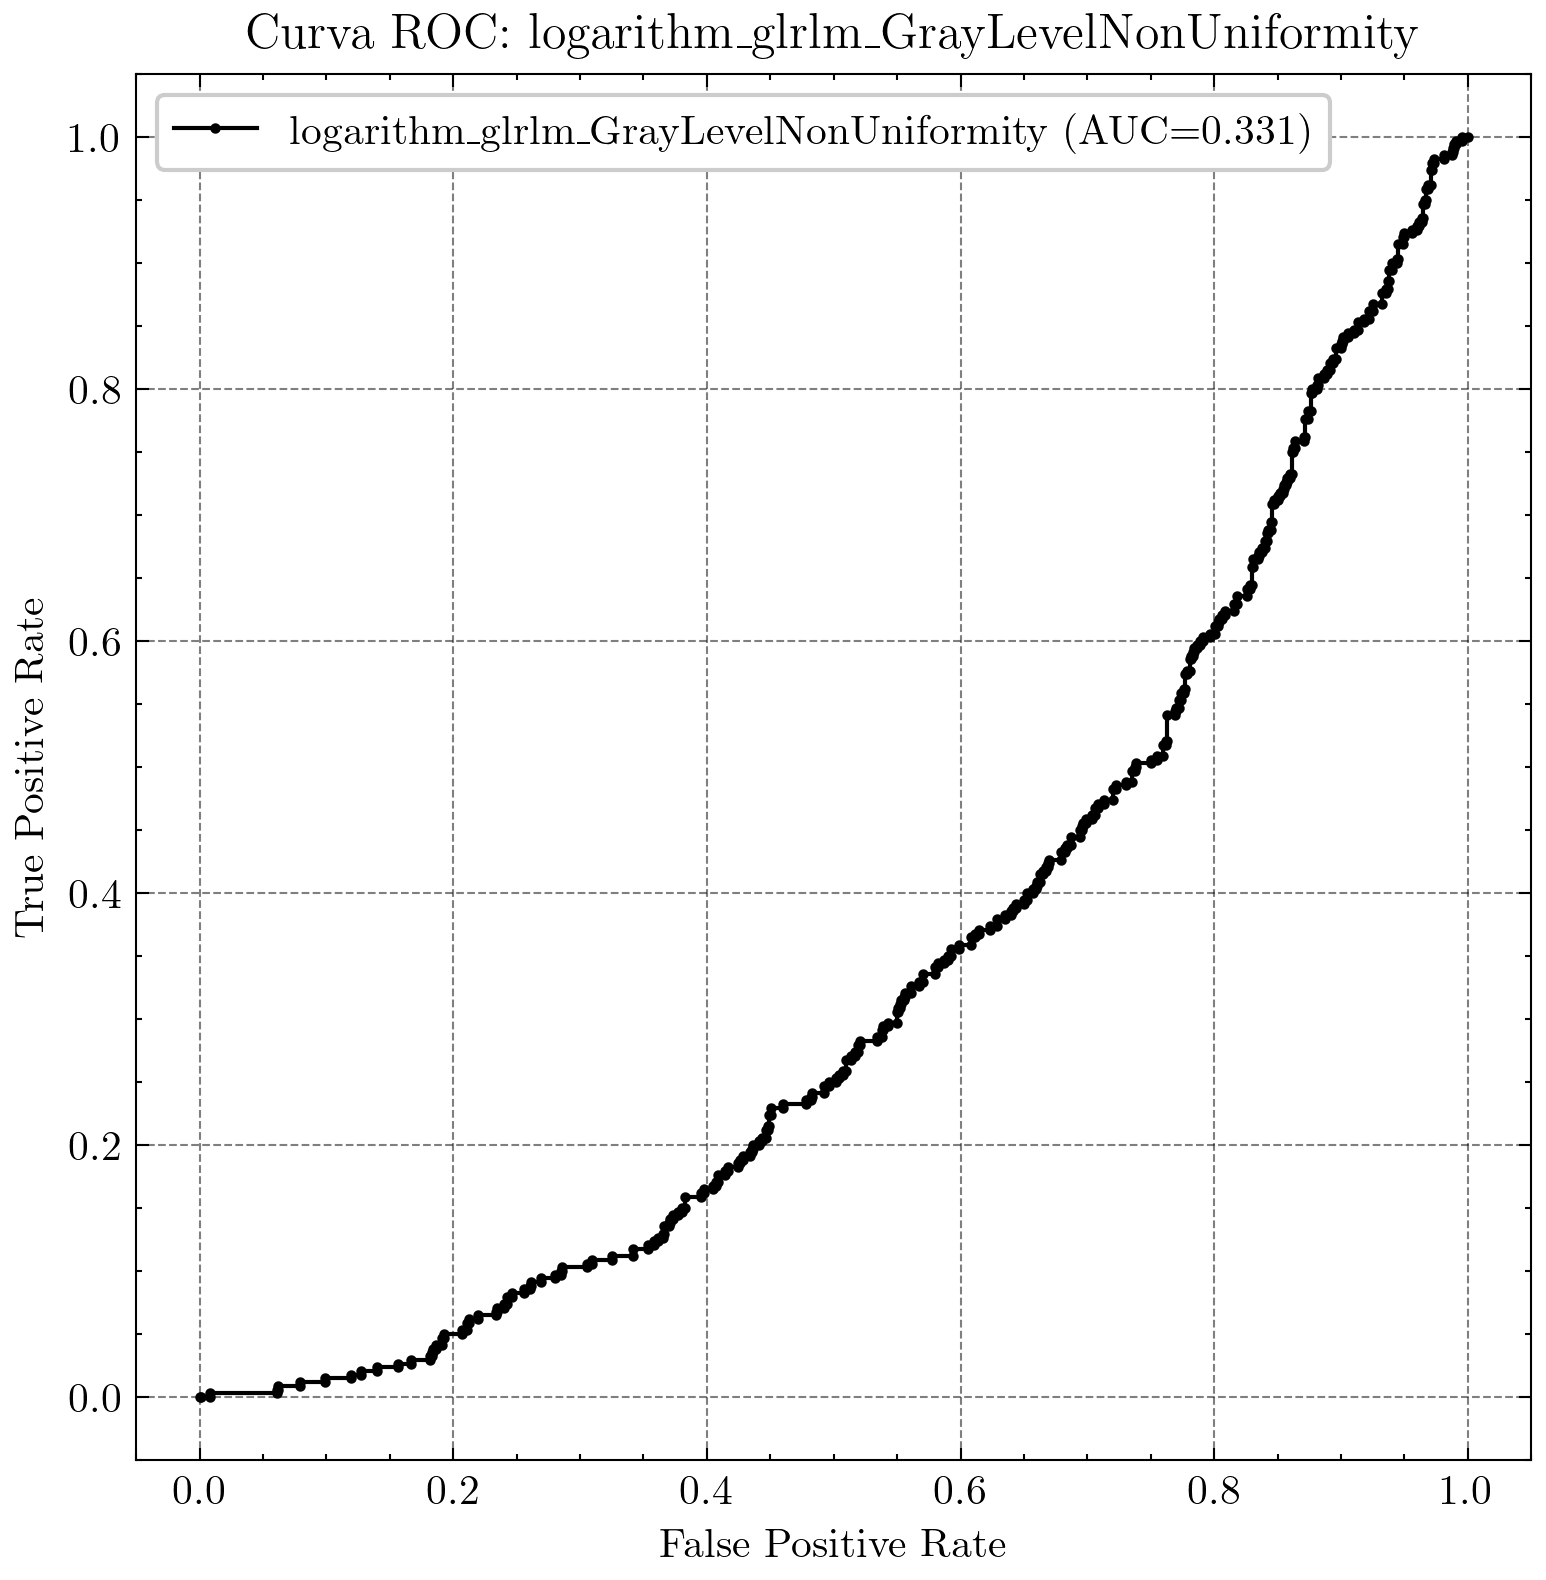 Curva ROC: logarithm_glrlm_GrayLevelNonUniformity
logarithm_glrlm_GrayLevelNonUniformity (AUC=0.331)
1.0
0.8
0.6
0.4
0.2
0.0
True Positive Rate
0.0 0.2 0.4 0.6 0.8 1.0
False Positive Rate